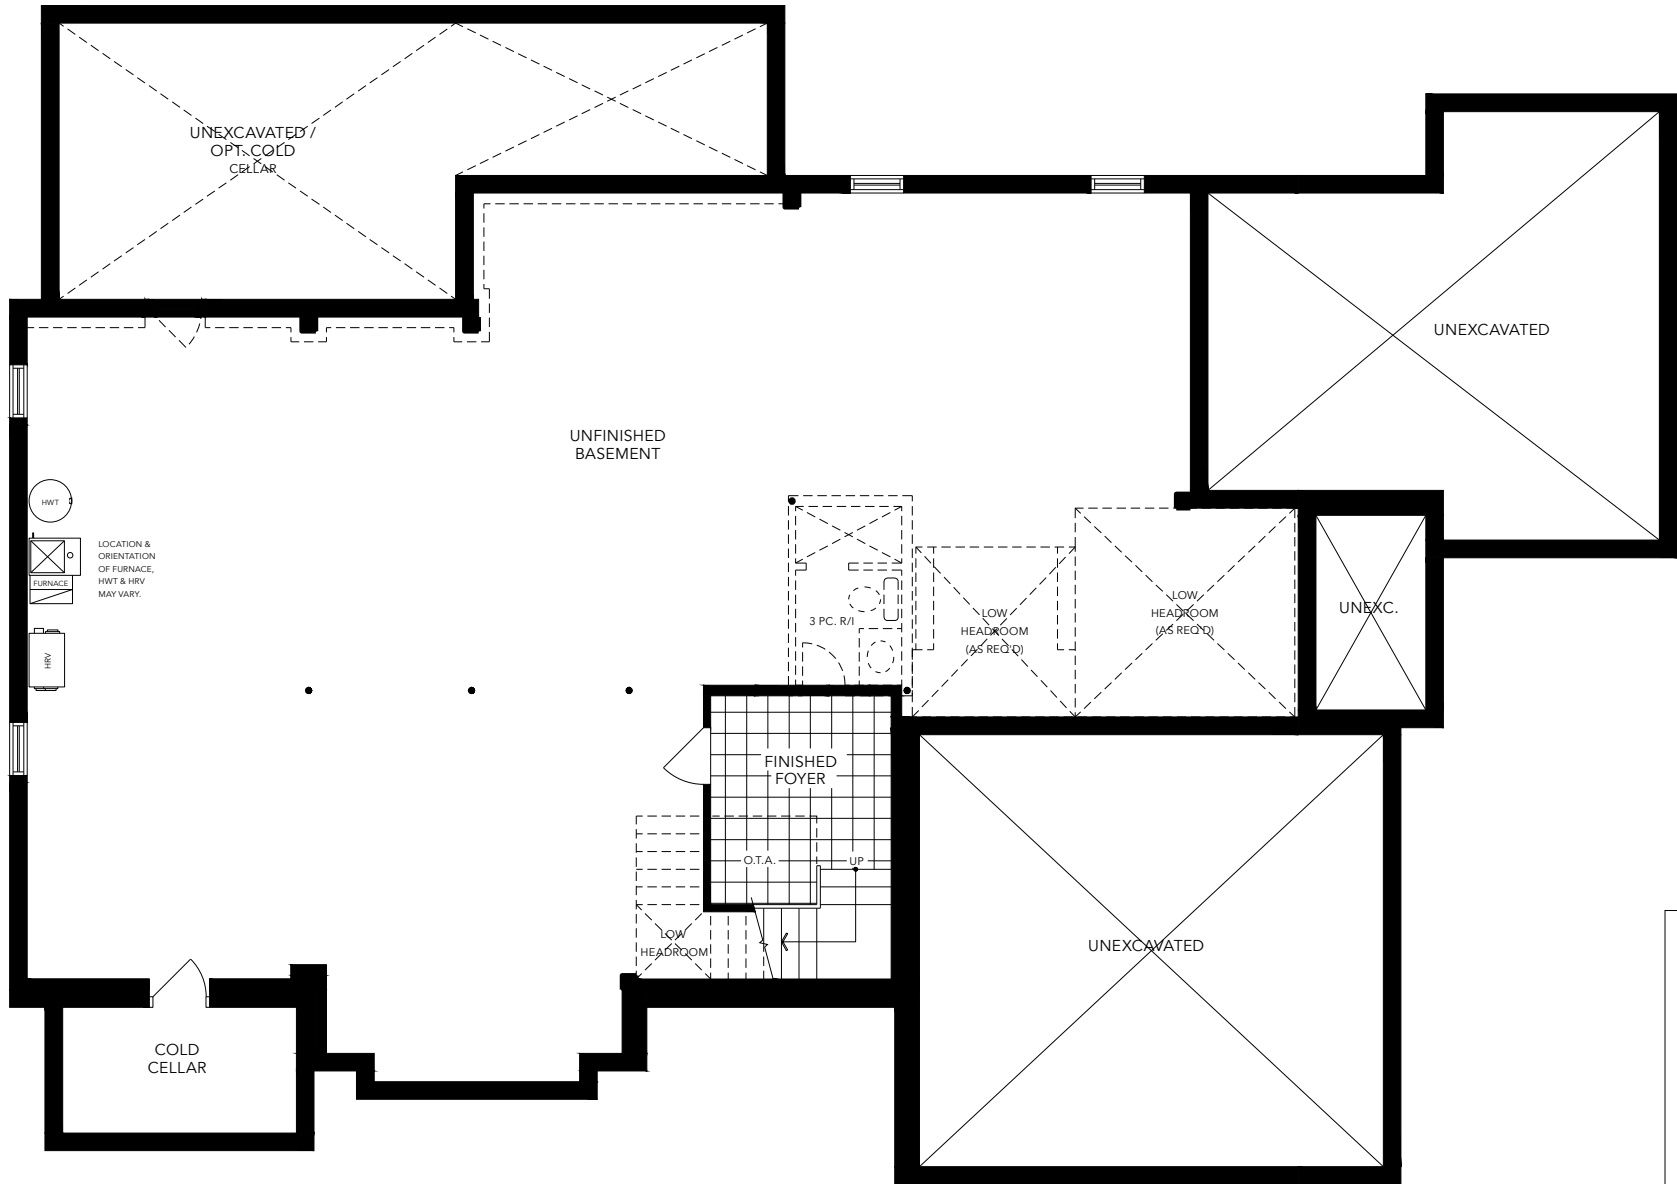 UNEXCAVATED /
OPT. COLD
CELLAR
UNEXCAVATED
UNFINISHED
BASEMENT
HWT
LOCATION &
ORIENTATION
OF FURNACE,
HWT & HRV
MAY VARY.
FURNACE
HRV
3 PC. R/I
LOW
HEADROOM
(AS REQ'D)
LOW
HEADROOM
(AS REQ'D)
UNEXC.
FINISHED
FOYER
O.T.A.
UP
LOW
HEADROOM
UNEXCAVATED
COLD
CELLAR